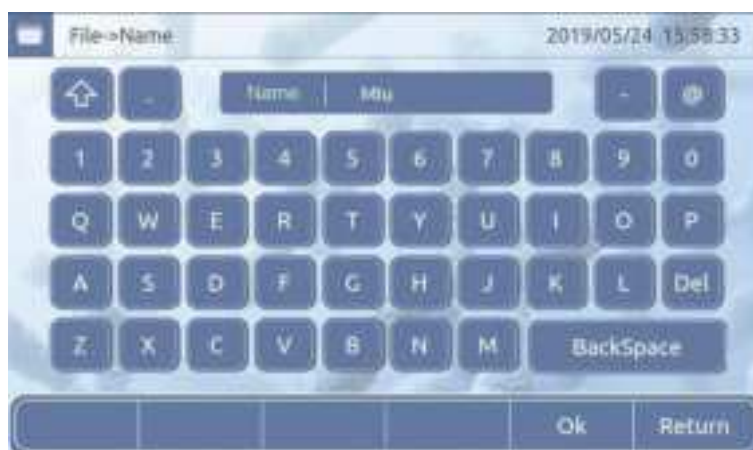 File->Name 2019/05/24 15:58:33
_ Name Miu - @
1 2 3 4 5 6 7 8 9 0
Q W E R T Y U I O P
A S D F G H J K L Del
Z X C V B N M BackSpace
Ok Return